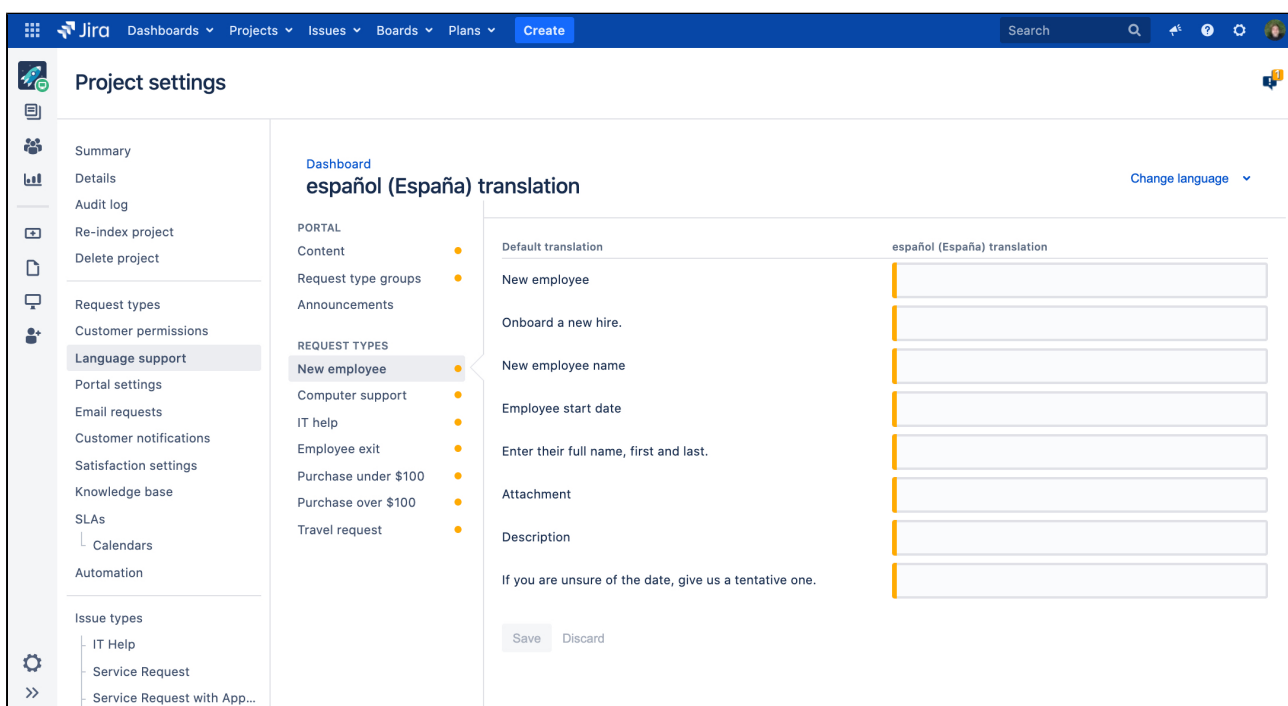 Jira Dashboards Projects Issues Boards Plans Create Search
Project settings
1
Summary
Details
Audit log
Re-index project
Delete project
Request types
Customer permissions
Language support
Portal settings
Email requests
Customer notifications
Satisfaction settings
Knowledge base
SLAs
Calendars
Automation
Issue types
IT Help
Service Request
Service Request with App...
Dashboard
español (España) translation
Change language
PORTAL
Content
Request type groups
Announcements
REQUEST TYPES
New employee
Computer support
IT help
Employee exit
Purchase under $100
Purchase over $100
Travel request
Default translation español (España) translation
New employee
Onboard a new hire.
New employee name
Employee start date
Enter their full name, first and last.
Attachment
Description
If you are unsure of the date, give us a tentative one.
Save Discard